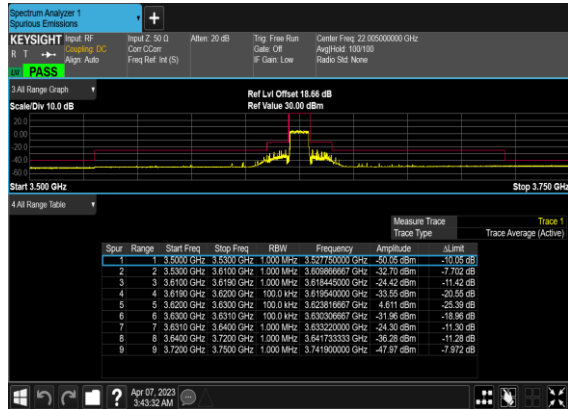 Spectrum Analyzer 1
Spurious Emissions
KEYSIGHT Input: RF Input Z: 50 Ω Atten: 20 dB Trig: Free Run Center Freq: 22.005000000 GHz
R T Coupling: DC Corr CCorr Gate: Off Avg|Hold: 100/100
Align: Auto Freq Ref: Int (S) IF Gain: Low Radio Std: None
PASS
3 All Range Graph
Ref Lvl Offset 18.66 dB
Scale/Div 10.0 dB Ref Value 30.00 dBm
20.0
0.00
-20.0
-40.0
-60.0
Start 3.500 GHz Stop 3.750 GHz
4 All Range Table
Measure Trace Trace 1
Trace Type Trace Average (Active)
Spur Range Start Freq Stop Freq RBW Frequency Amplitude ΔLimit
1 1 3.5000 GHz 3.5300 GHz 1.000 MHz 3.527750000 GHz -50.05 dBm -10.05 dB
2 2 3.5300 GHz 3.6100 GHz 1.000 MHz 3.609866667 GHz -32.70 dBm -7.702 dB
3 3 3.6100 GHz 3.6190 GHz 1.000 MHz 3.618445000 GHz -24.42 dBm -11.42 dB
4 4 3.6190 GHz 3.6200 GHz 100.0 kHz 3.619540000 GHz -33.55 dBm -20.55 dB
5 5 3.6200 GHz 3.6300 GHz 100.0 kHz 3.623816667 GHz 4.611 dBm -25.39 dB
6 6 3.6300 GHz 3.6310 GHz 100.0 kHz 3.630306667 GHz -31.96 dBm -18.96 dB
7 7 3.6310 GHz 3.6400 GHz 1.000 MHz 3.633220000 GHz -24.30 dBm -11.30 dB
8 8 3.6400 GHz 3.7200 GHz 1.000 MHz 3.641733333 GHz -36.28 dBm -11.28 dB
9 9 3.7200 GHz 3.7500 GHz 1.000 MHz 3.741900000 GHz -47.97 dBm -7.972 dB
Apr 07, 2023
3:43:32 AM